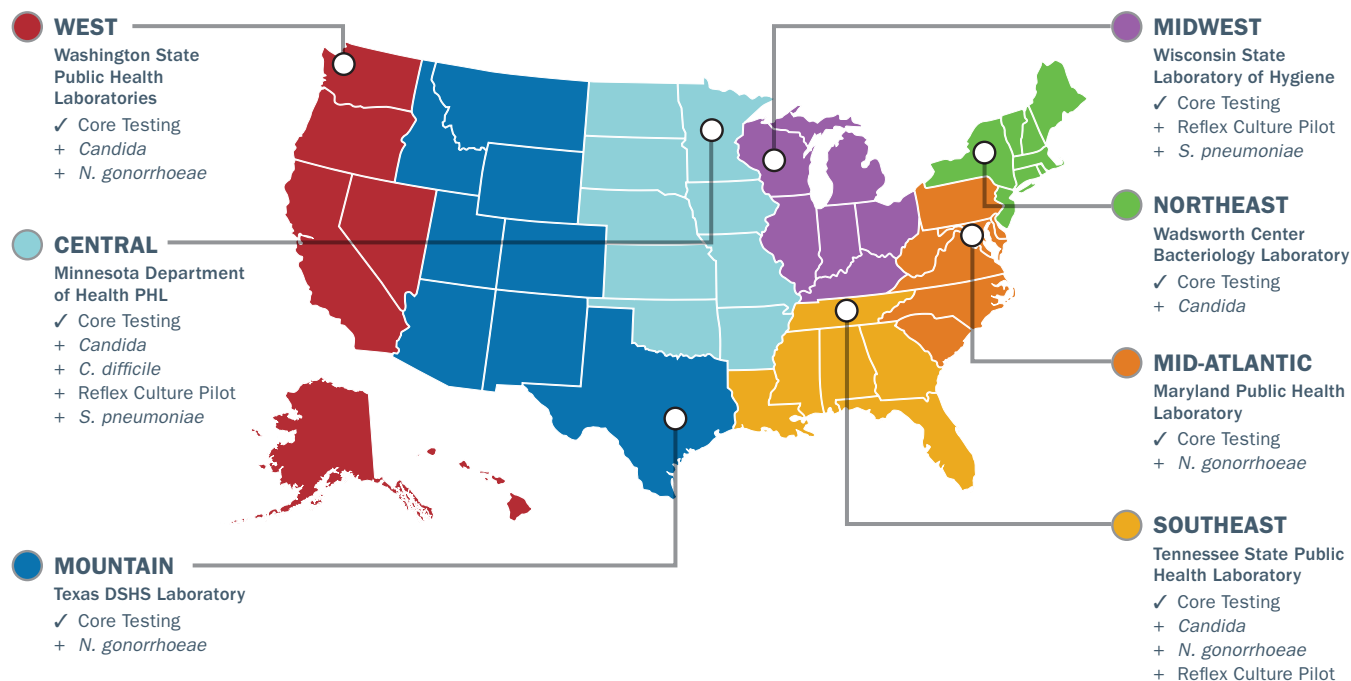 WEST
Washington State
Public Health
Laboratories
✓ Core Testing
+ Candida
+ N. gonorrhoeae
CENTRAL
Minnesota Department
of Health PHL
✓ Core Testing
+ Candida
+ C. difficile
+ Reflex Culture Pilot
+ S. pneumoniae
MOUNTAIN
Texas DSHS Laboratory
✓ Core Testing
+ N. gonorrhoeae
MIDWEST
Wisconsin State
Laboratory of Hygiene
✓ Core Testing
+ Reflex Culture Pilot
+ S. pneumoniae
NORTHEAST
Wadsworth Center
Bacteriology Laboratory
✓ Core Testing
+ Candida
MID-ATLANTIC
Maryland Public Health
Laboratory
✓ Core Testing
+ N. gonorrhoeae
SOUTHEAST
Tennessee State Public
Health Laboratory
✓ Core Testing
+ Candida
+ N. gonorrhoeae
+ Reflex Culture Pilot